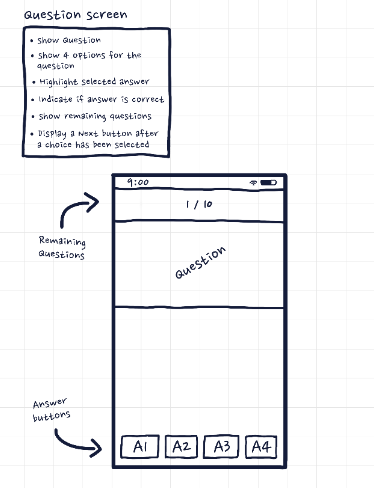 Question screen
• Show Question
• Show 4 options for the
question
• Highlight selected answer
• Indicate if answer is correct
• Show remaining questions
• Display a Next button after
a choice has been selected
9:00
1 / 10
Remaining
Questions
Question
Answer
buttons
A1 A2 A3 A4